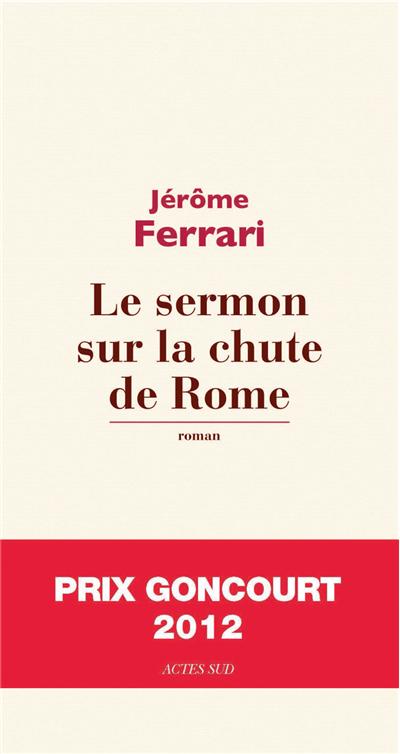 Jérôme
Ferrari
Le sermon
sur la chute
de Rome
roman
PRIX GONCOURT
2012
ACTES SUD